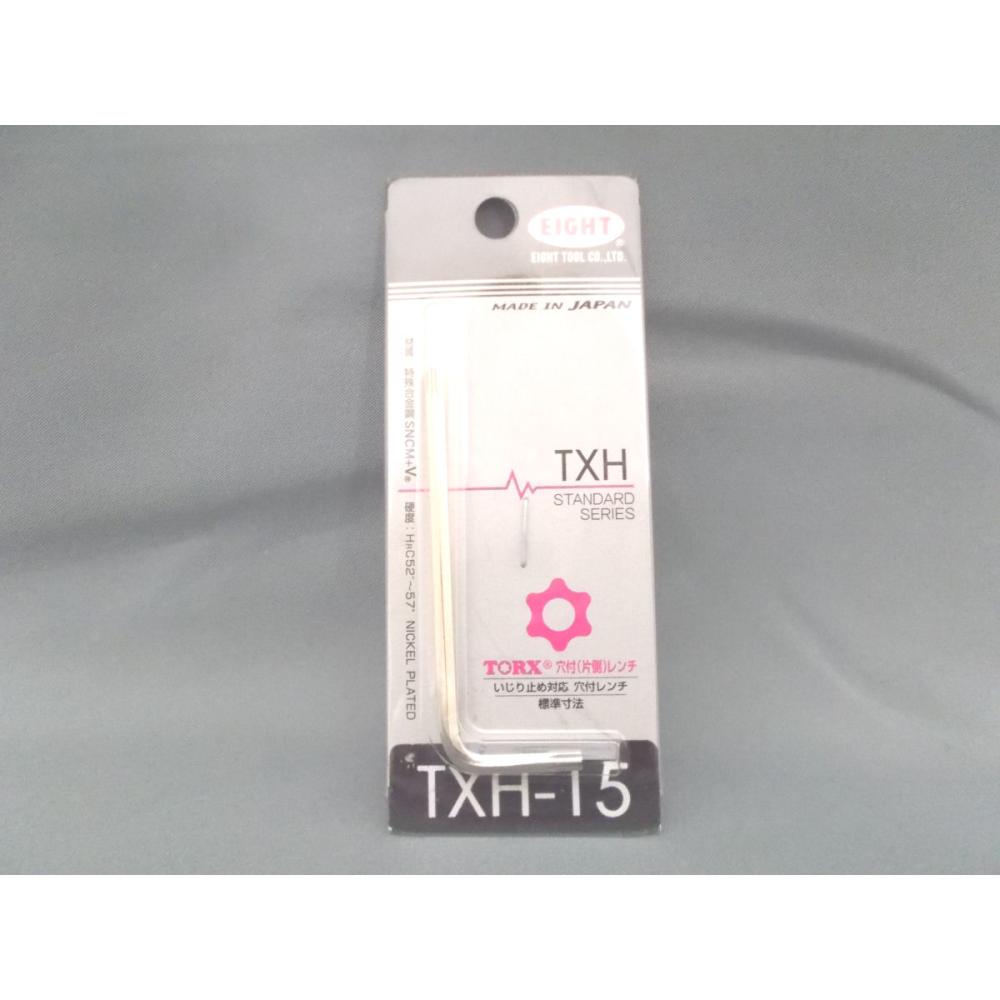 EIGHT®
EIGHT TOOL CO.,LTD.
MADE IN JAPAN
特殊合金鋼SNCM+V® 硬度:HRC52°~57° NICKEL PLATED
TXH
STANDARD
SERIES
TORX® 穴付(片側)レンチ
いじり止め対応 穴付レンチ
標準寸法
TXH-15